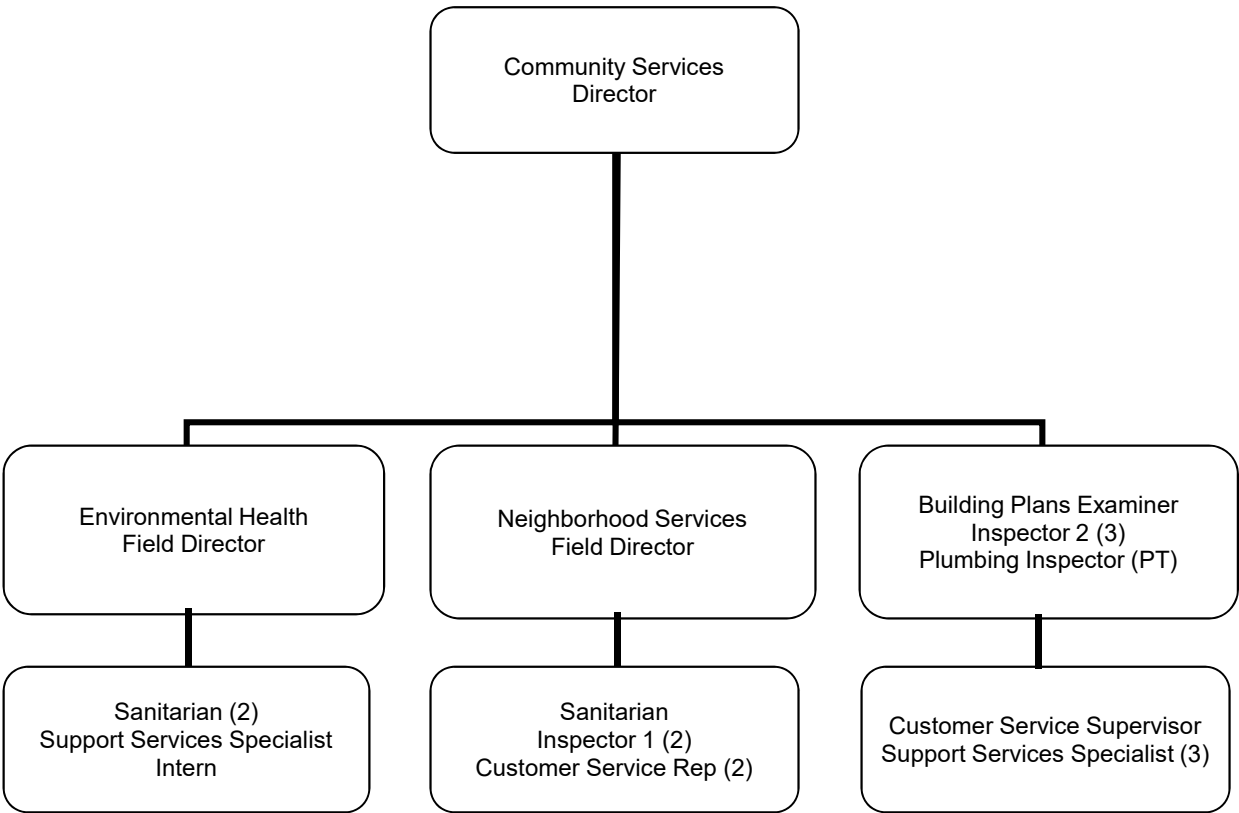 Community Services
Director
Environmental Health
Field Director
Neighborhood Services
Field Director
Building Plans Examiner
Inspector 2 (3)
Plumbing Inspector (PT)
Sanitarian (2)
Support Services Specialist
Intern
Sanitarian
Inspector 1 (2)
Customer Service Rep (2)
Customer Service Supervisor
Support Services Specialist (3)